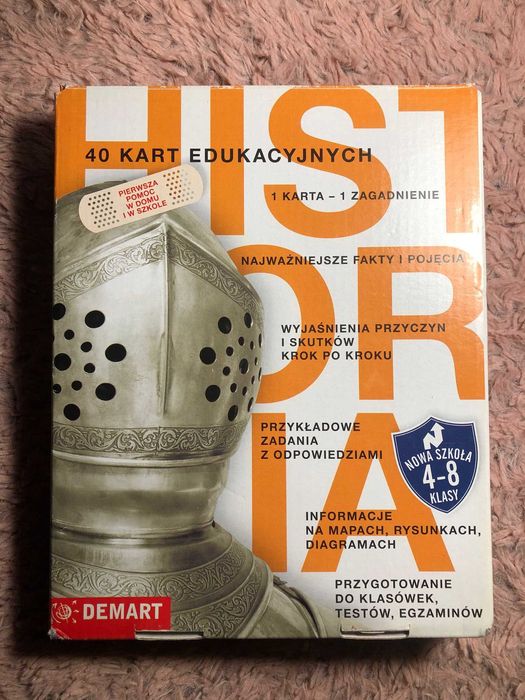 HIST
ORIA
40 KART EDUKACYJNYCH
PIERWSZA
POMOC
W DOMU
I W SZKOLE
1 KARTA – 1 ZAGADNIENIE
NAJWAŻNIEJSZE FAKTY I POJĘCIA
WYJAŚNIENIA PRZYCZYN
I SKUTKÓW
KROK PO KROKU
PRZYKŁADOWE
ZADANIA
Z ODPOWIEDZIAMI
NOWA SZKOŁA
4-8
KLASY
INFORMACJE
NA MAPACH, RYSUNKACH,
DIAGRAMACH
PRZYGOTOWANIE
DO KLASÓWEK,
TESTÓW, EGZAMINÓW
DEMART